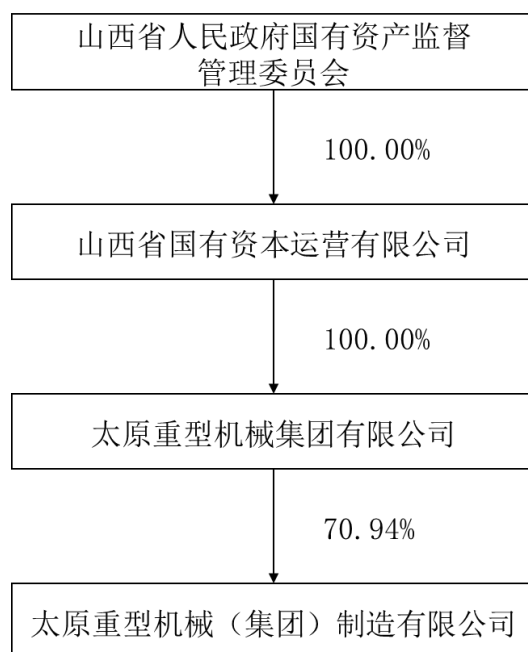 山西省人民政府国有资产监督
管理委员会
100.00%
山西省国有资本运营有限公司
100.00%
太原重型机械集团有限公司
70.94%
太原重型机械（集团）制造有限公司